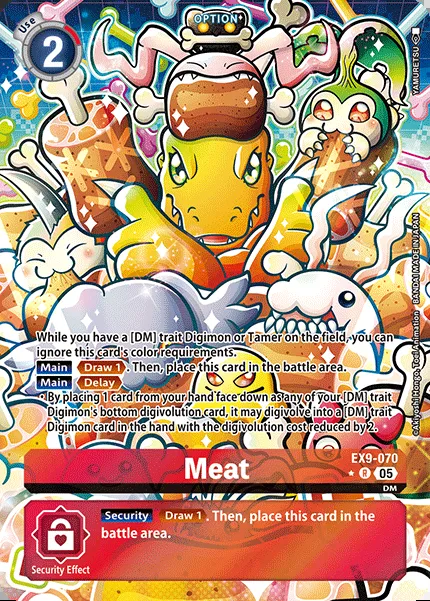 OPTION
Use
2
YAMURETSU
While you have a [DM] trait Digimon or Tamer on the field, you can
ignore this card's color requirements.
Main Draw 1. Then, place this card in the battle area.
Main Delay
• By placing 1 card from your hand face down as any of your [DM] trait
Digimon's bottom digivolution card, it may digivolve into a [DM] trait
Digimon card in the hand with the digivolution cost reduced by 2.
©Akiyoshi Hongo, Toei Animation BANDAI MADE IN JAPAN
Meat
EX9-070
★ R 05
DM
Security Draw 1. Then, place this card in the
battle area.
Security Effect